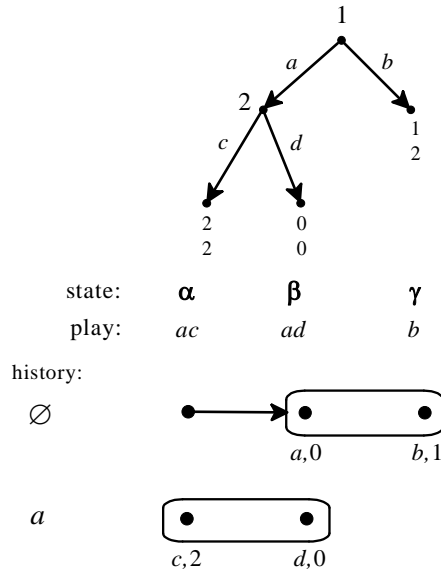 1
a b
2
c d
1
2
2 0
2 0
state: α β γ
play: ac ad b
history:
∅
a,0 b,1
a
c,2 d,0